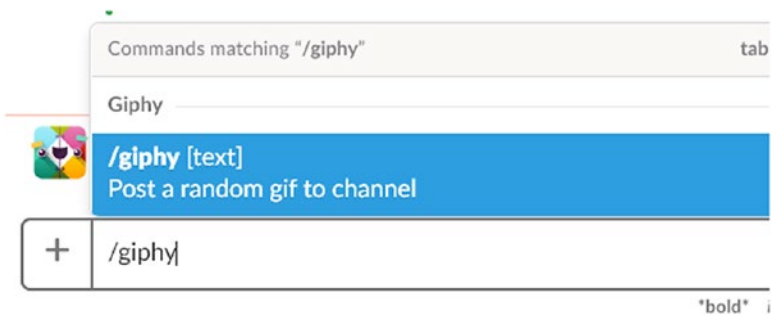 Commands matching “/giphy” tab
Giphy
/giphy [text]
Post a random gif to channel
+ /giphy
*bold*